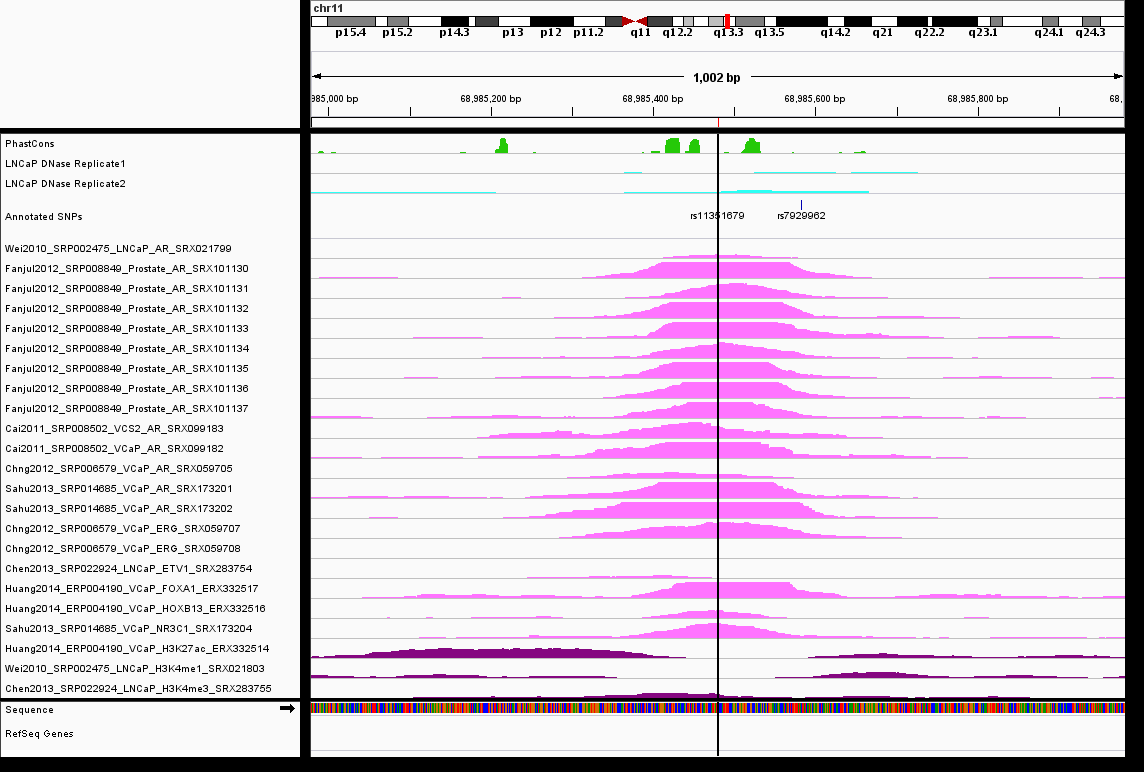 chr11
p15.4 p15.2 p14.3 p13 p12 p11.2 q11 q12.2 q13.3 q13.5 q14.2 q21 q22.2 q23.1 q24.1 q24.3
1,002 bp
985,000 bp 68,985,200 bp 68,985,400 bp 68,985,600 bp 68,985,800 bp 68,
PhastCons
LNCaP DNase Replicate1
LNCaP DNase Replicate2
Annotated SNPs rs11351679 rs7929962
Wei2010_SRP002475_LNCaP_AR_SRX021799
Fanjul2012_SRP008849_Prostate_AR_SRX101130
Fanjul2012_SRP008849_Prostate_AR_SRX101131
Fanjul2012_SRP008849_Prostate_AR_SRX101132
Fanjul2012_SRP008849_Prostate_AR_SRX101133
Fanjul2012_SRP008849_Prostate_AR_SRX101134
Fanjul2012_SRP008849_Prostate_AR_SRX101135
Fanjul2012_SRP008849_Prostate_AR_SRX101136
Fanjul2012_SRP008849_Prostate_AR_SRX101137
Cai2011_SRP008502_VCS2_AR_SRX099183
Cai2011_SRP008502_VCaP_AR_SRX099182
Chng2012_SRP006579_VCaP_AR_SRX059705
Sahu2013_SRP014685_VCaP_AR_SRX173201
Sahu2013_SRP014685_VCaP_AR_SRX173202
Chng2012_SRP006579_VCaP_ERG_SRX059707
Chng2012_SRP006579_VCaP_ERG_SRX059708
Chen2013_SRP022924_LNCaP_ETV1_SRX283754
Huang2014_ERP004190_VCaP_FOXA1_ERX332517
Huang2014_ERP004190_VCaP_HOXB13_ERX332516
Sahu2013_SRP014685_VCaP_NR3C1_SRX173204
Huang2014_ERP004190_VCaP_H3K27ac_ERX332514
Wei2010_SRP002475_LNCaP_H3K4me1_SRX021803
Chen2013_SRP022924_LNCaP_H3K4me3_SRX283755
Sequence
RefSeq Genes